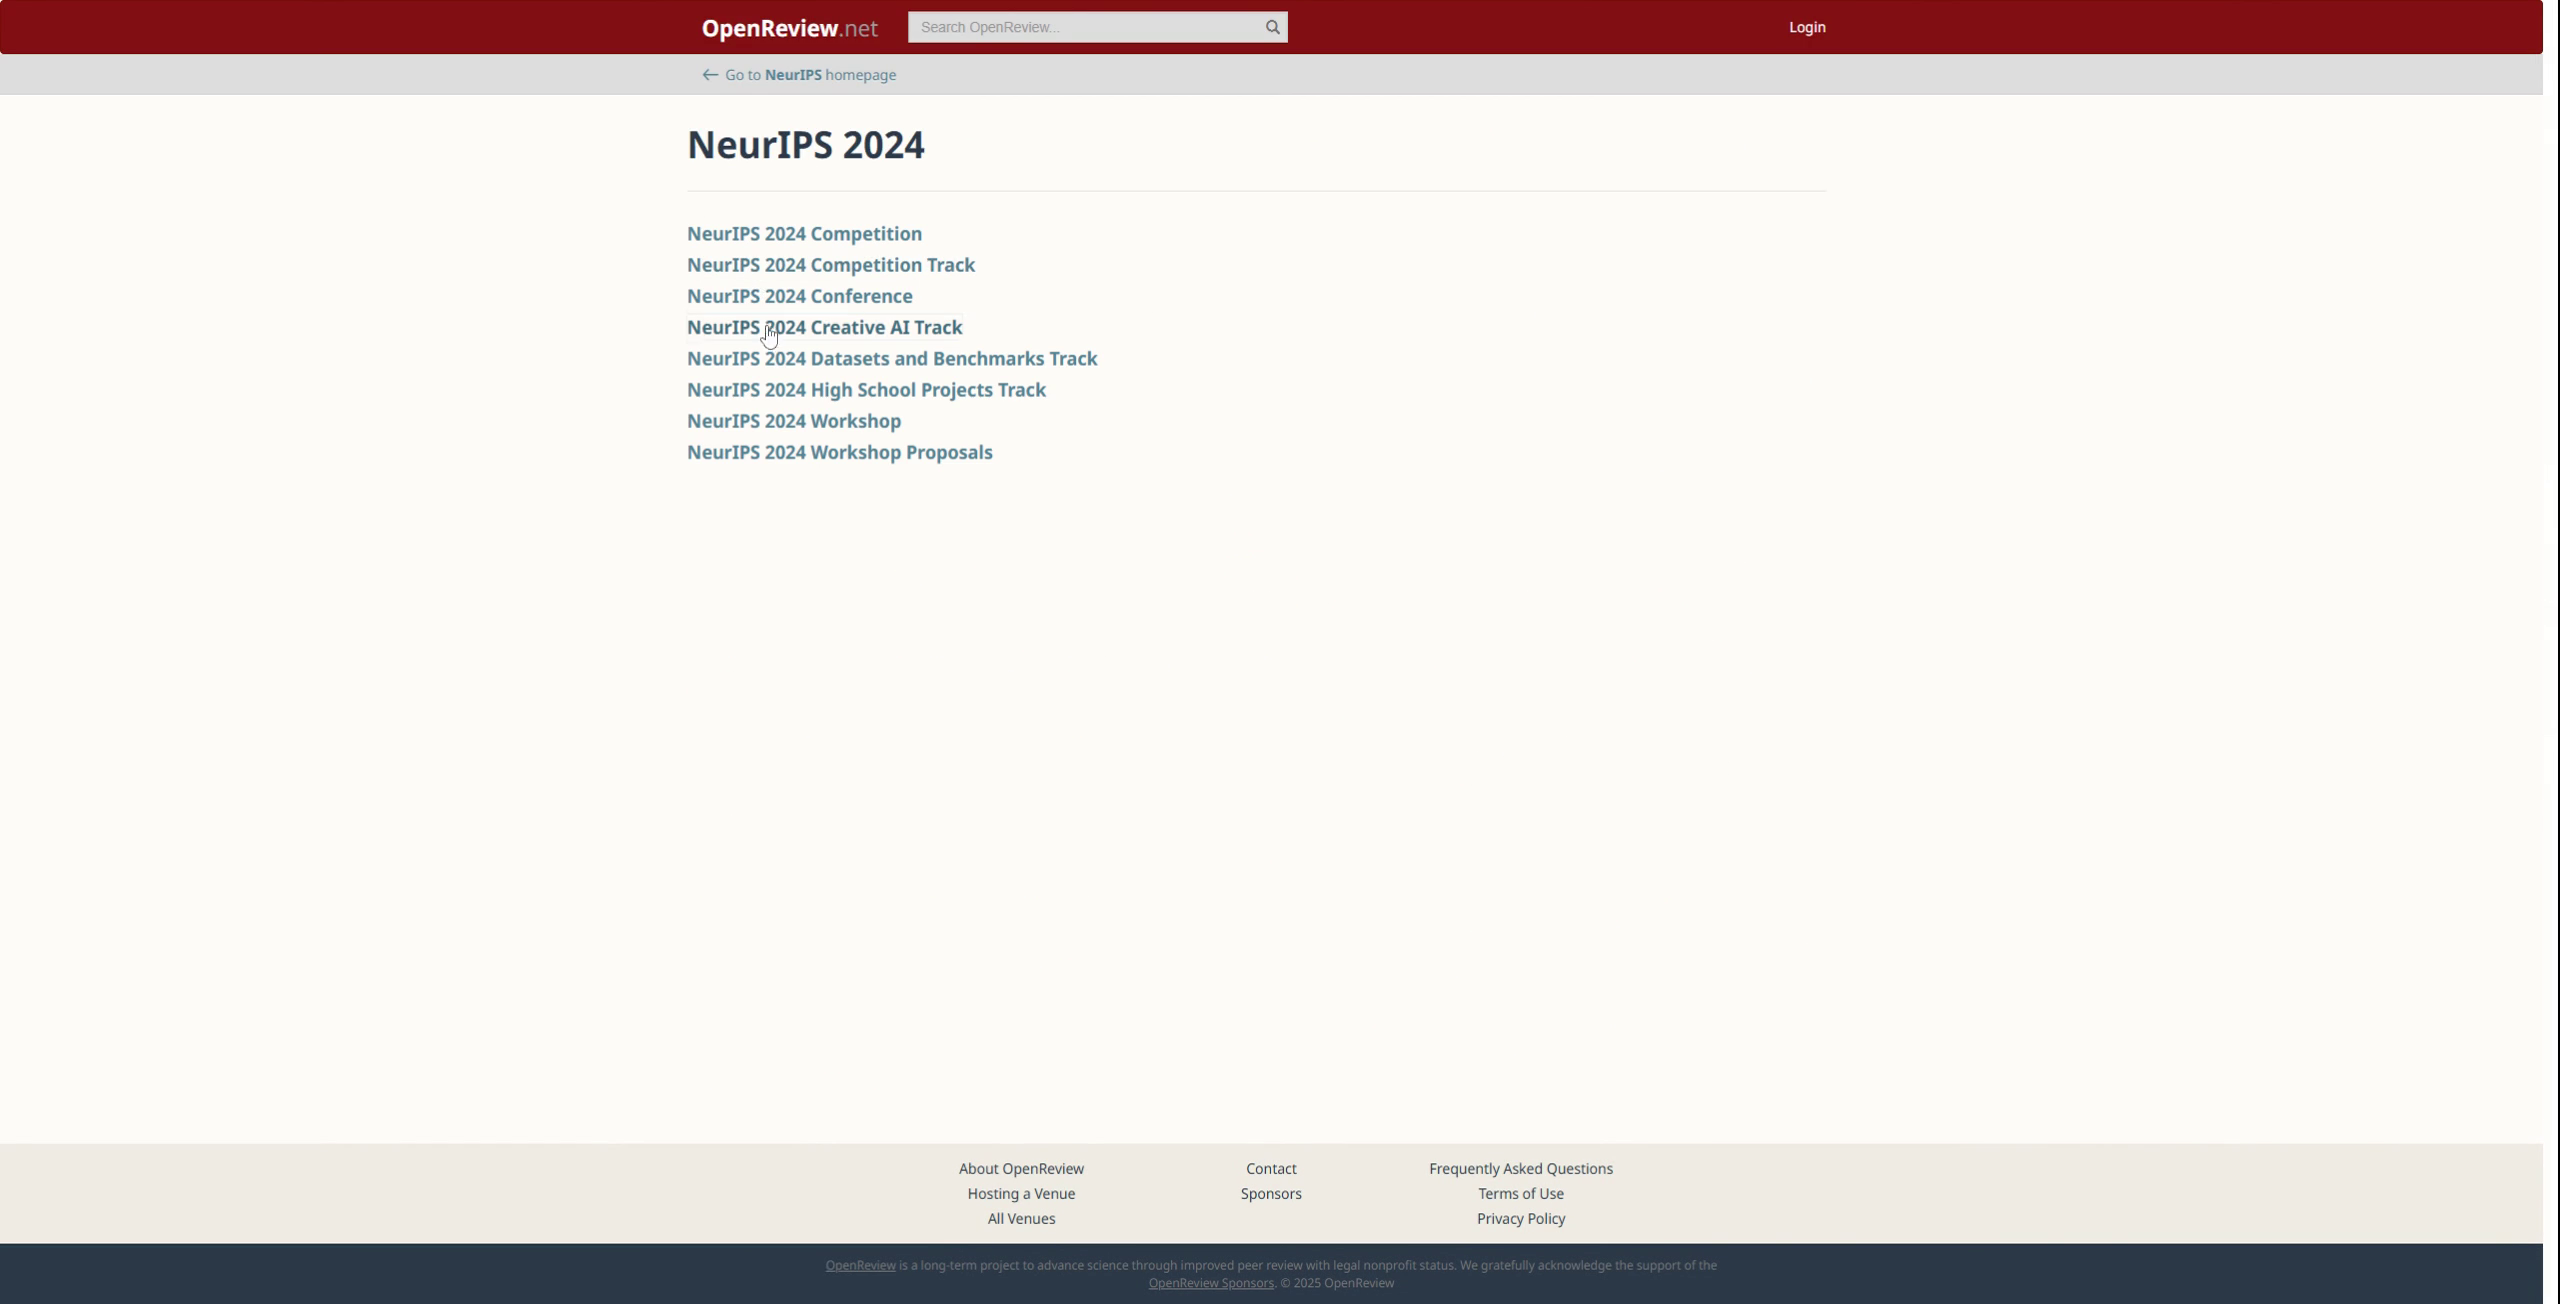 OpenReview.net
Search OpenReview...
Login
← Go to NeurIPS homepage
NeurIPS 2024
NeurIPS 2024 Competition
NeurIPS 2024 Competition Track
NeurIPS 2024 Conference
NeurIPS 2024 Creative AI Track
NeurIPS 2024 Datasets and Benchmarks Track
NeurIPS 2024 High School Projects Track
NeurIPS 2024 Workshop
NeurIPS 2024 Workshop Proposals
About OpenReview
Hosting a Venue
All Venues
Contact
Sponsors
Frequently Asked Questions
Terms of Use
Privacy Policy
OpenReview is a long-term project to advance science through improved peer review with legal nonprofit status. We gratefully acknowledge the support of the
OpenReview Sponsors. © 2025 OpenReview